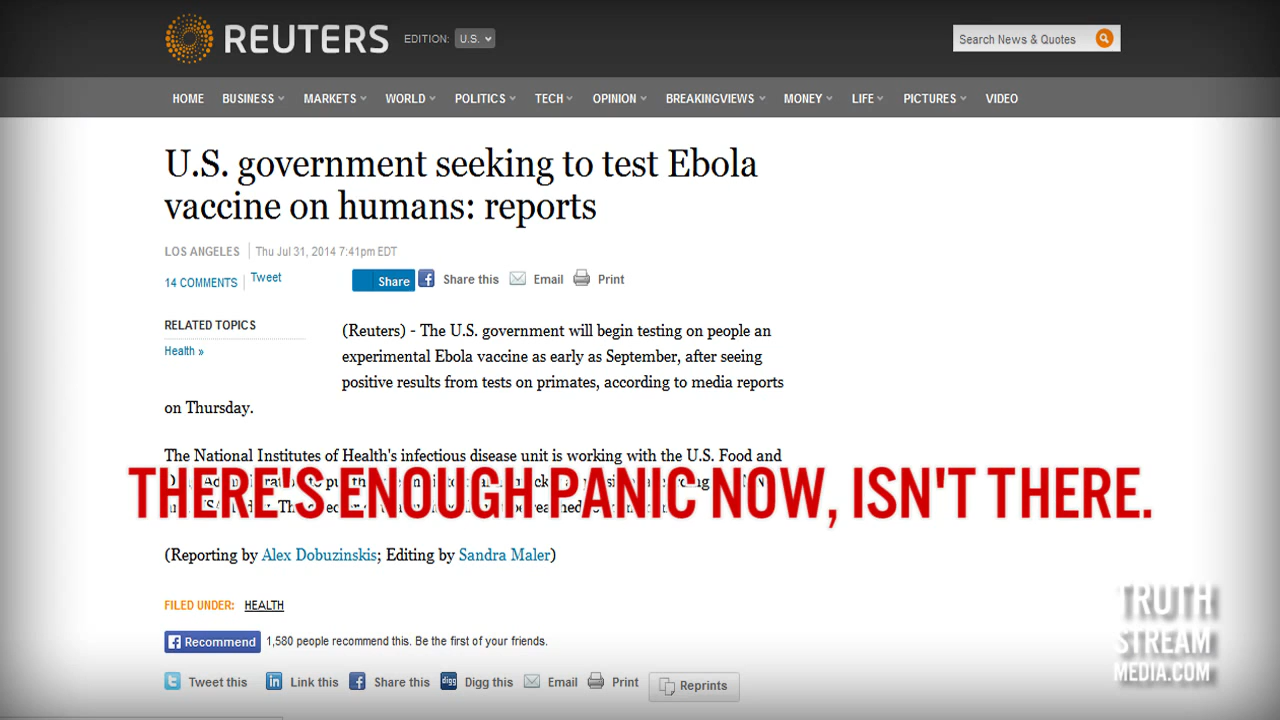 REUTERS EDITION: U.S. Search News & Quotes
HOME BUSINESS MARKETS WORLD POLITICS TECH OPINION BREAKINGVIEWS MONEY LIFE PICTURES VIDEO
U.S. government seeking to test Ebola
vaccine on humans: reports
LOS ANGELES Thu Jul 31, 2014 7:41pm EDT
14 COMMENTS Tweet Share Share this Email Print
RELATED TOPICS
Health »
(Reuters) - The U.S. government will begin testing on people an
experimental Ebola vaccine as early as September, after seeing
positive results from tests on primates, according to media reports
on Thursday.
The National Institutes of Health's infectious disease unit is working with the U.S. Food and
THERE'S ENOUGH PANIC NOW, ISN'T THERE.
(Reporting by Alex Dobuzinskis; Editing by Sandra Maler)
FILED UNDER: HEALTH
Recommend 1,580 people recommend this. Be the first of your friends.
Tweet this Link this Share this Digg this Email Print Reprints
TRUTH
STREAM
MEDIA.COM